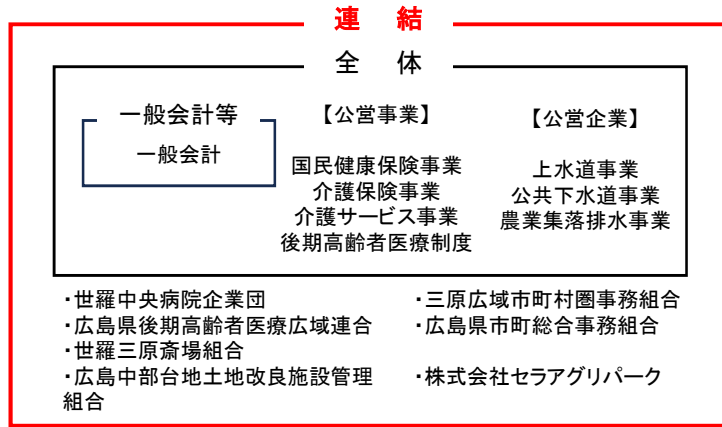 連 結
全 体
一般会計等
一般会計
【公営事業】
国民健康保険事業
介護保険事業
介護サービス事業
後期高齢者医療制度
【公営企業】
上水道事業
公共下水道事業
農業集落排水事業
・世羅中央病院企業団
・広島県後期高齢者医療広域連合
・世羅三原斎場組合
・広島中部台地土地改良施設管理
組合
・三原広域市町村圏事務組合
・広島県市町総合事務組合
・株式会社セラアグリパーク